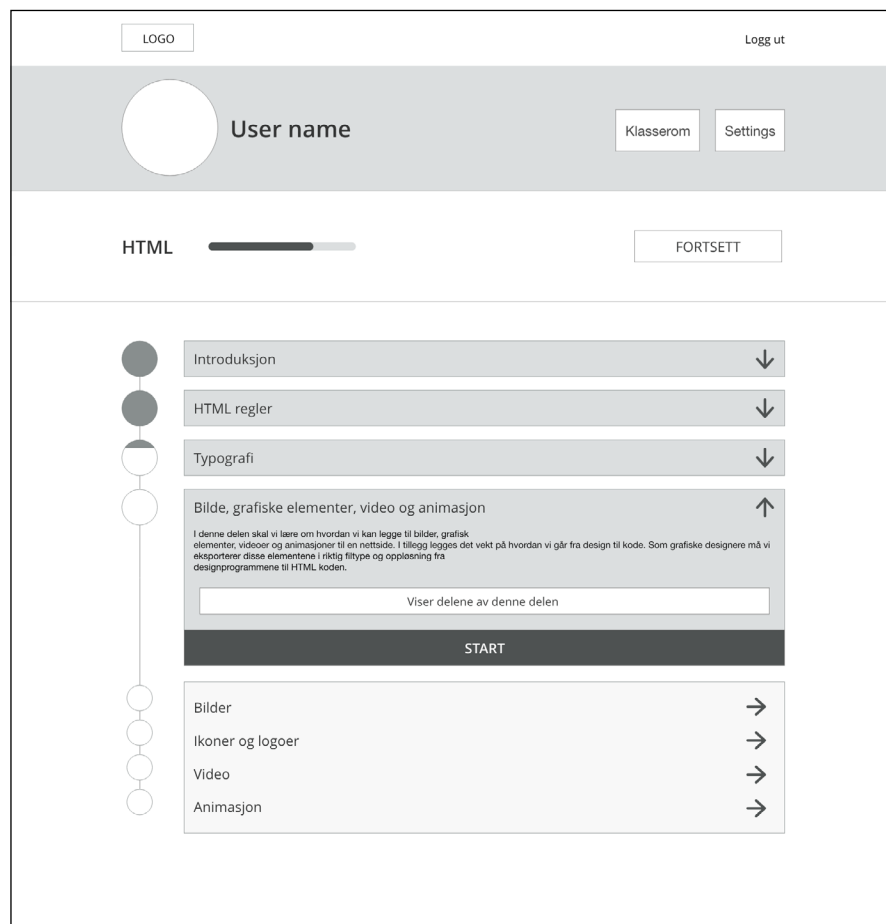 LOGO
Logg ut
User name
Klasserom
Settings
HTML
FORTSETT
Introduksjon
HTML regler
Typografi
Bilde, grafiske elementer, video og animasjon
I denne delen skal vi lære om hvordan vi kan legge til bilder, grafisk
elementer, videoer og animasjoner til en nettside. I tillegg legges det vekt på hvordan vi går fra design til kode. Som grafiske designere må vi
eksporterer disse elementene i riktig filtype og oppløsning fra
designprogrammene til HTML koden.
Viser delene av denne delen
START
Bilder
Ikoner og logoer
Video
Animasjon